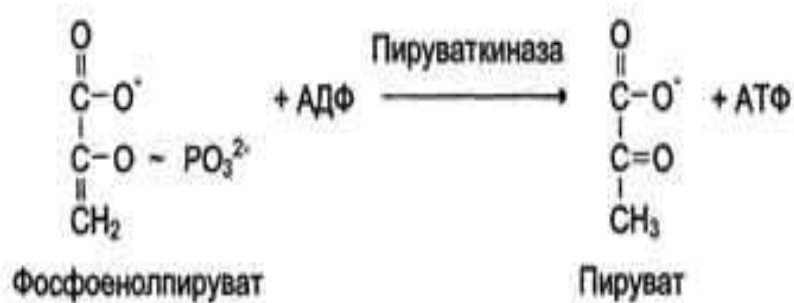 O O
Пируваткиназа
C–O⁻ + АДФ → C–O⁻ + АТФ
C–O ~ PO₃²⁻ C=O
CH₂ CH₃
Фосфоенолпируват Пируват